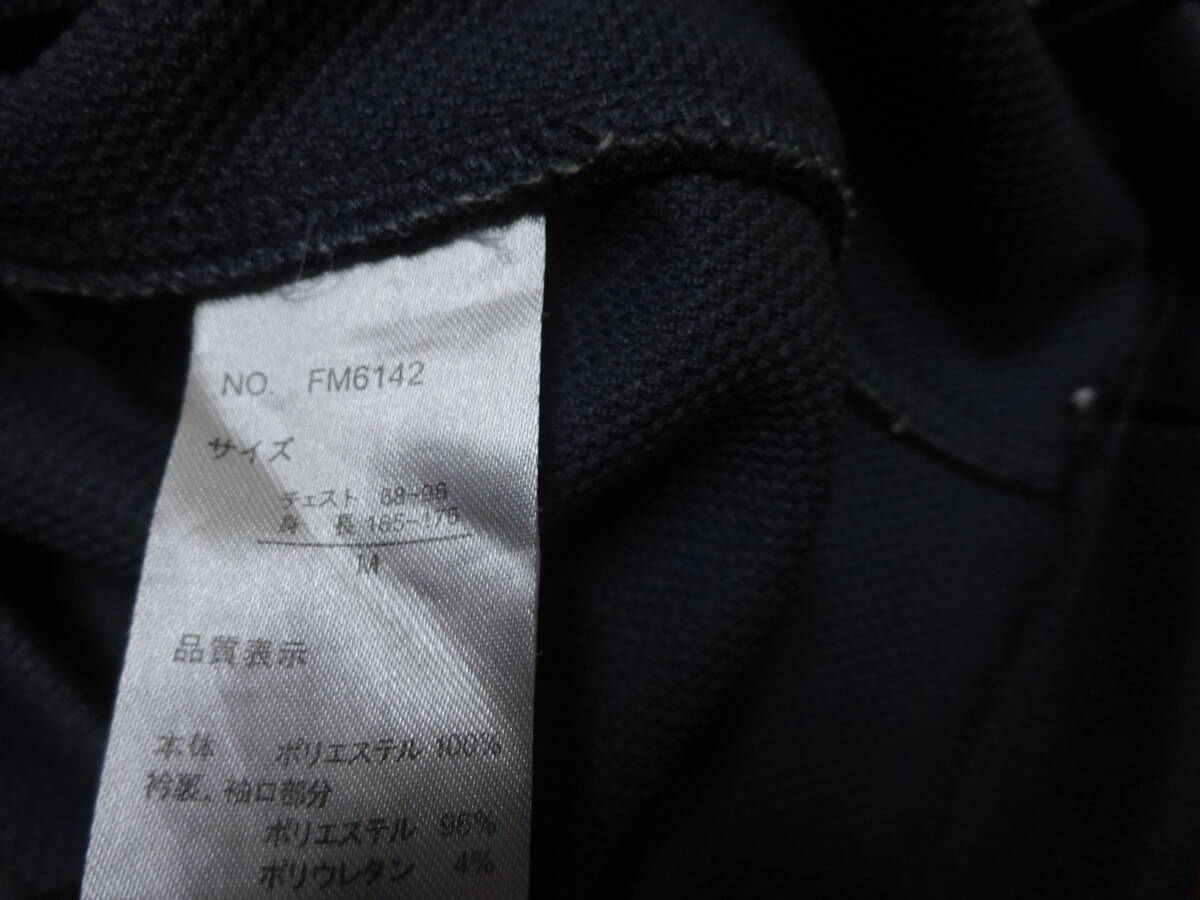 NO. FM6142
サイズ
チェスト 88~96
身 長 165~175
M
品質表示
本体 ポリエステル 100%
衿裏、袖口部分
ポリエステル 96%
ポリウレタン 4%